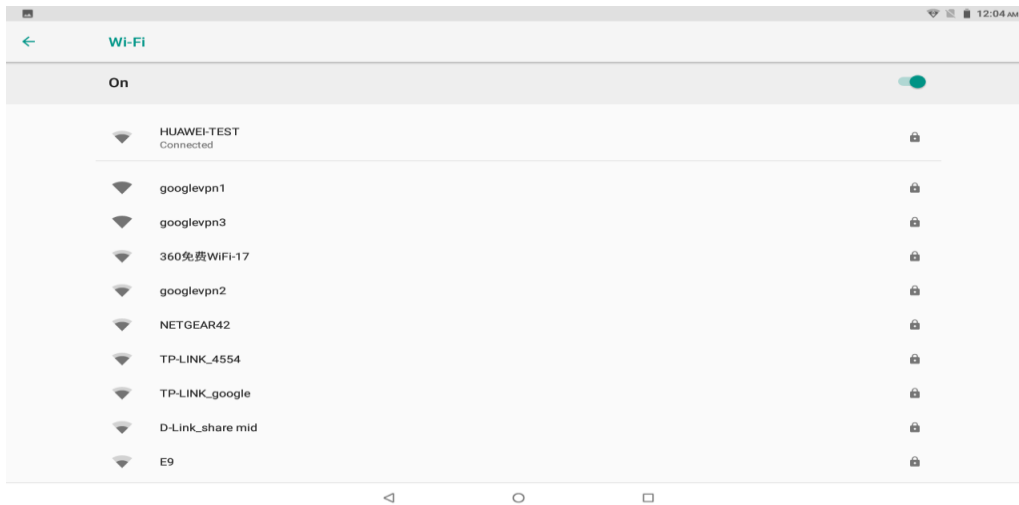 12:04 AM
Wi-Fi
On
HUAWEI-TEST
Connected
googlevpn1
googlevpn3
360免费WiFi-17
googlevpn2
NETGEAR42
TP-LINK_4554
TP-LINK_google
D-Link_share mid
E9